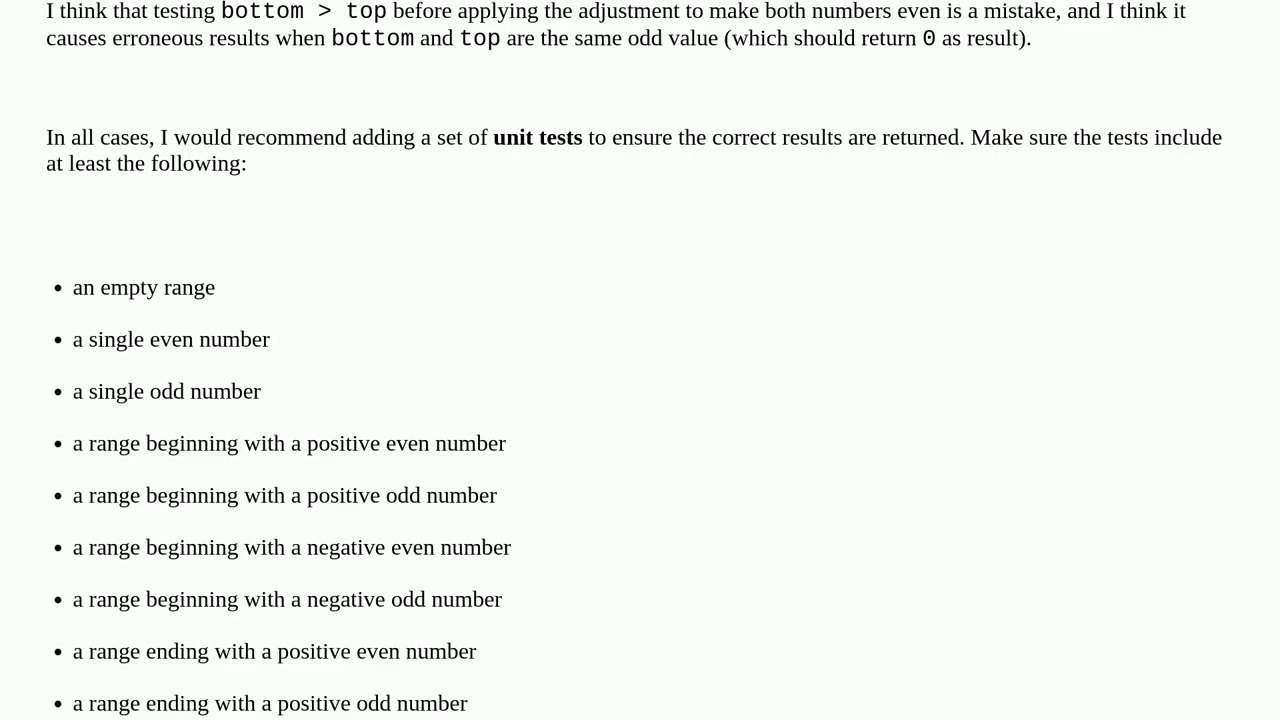 I think that testing bottom > top before applying the adjustment to make both numbers even is a mistake, and I think it
causes erroneous results when bottom and top are the same odd value (which should return 0 as result).
In all cases, I would recommend adding a set of unit tests to ensure the correct results are returned. Make sure the tests include
at least the following:
• an empty range
• a single even number
• a single odd number
• a range beginning with a positive even number
• a range beginning with a positive odd number
• a range beginning with a negative even number
• a range beginning with a negative odd number
• a range ending with a positive even number
• a range ending with a positive odd number